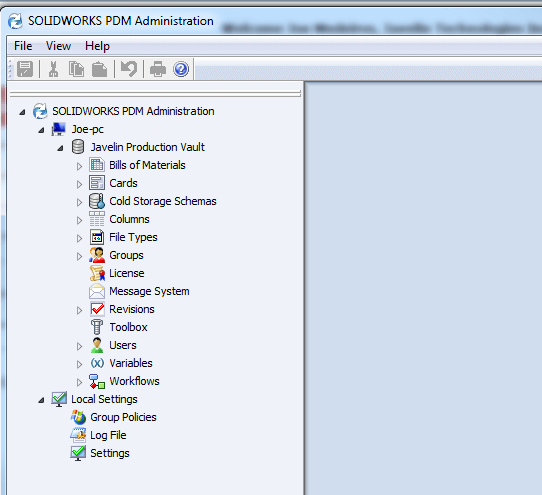 SOLIDWORKS PDM Administration
File View Help
SOLIDWORKS PDM Administration
Joe-pc
Javelin Production Vault
Bills of Materials
Cards
Cold Storage Schemas
Columns
File Types
Groups
License
Message System
Revisions
Toolbox
Users
Variables
Workflows
Local Settings
Group Policies
Log File
Settings